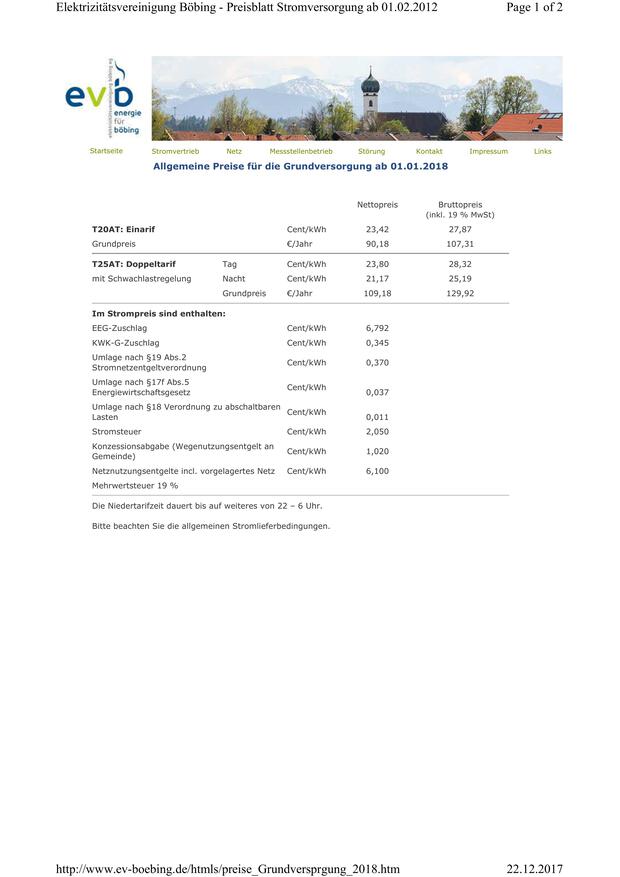 Elektrizitätsvereinigung Böbing - Preisblatt Stromversorgung ab 01.02.2012 Page 1 of 2
evb
energie
für
böbing
Startseite Stromvertrieb Netz Messstellenbetrieb Störung Kontakt Impressum Links
Allgemeine Preise für die Grundversorgung ab 01.01.2018
Nettopreis Bruttopreis
(inkl. 19 % MwSt)
T20AT: Einarif Cent/kWh 23,42 27,87
Grundpreis €/Jahr 90,18 107,31
T25AT: Doppeltarif Tag Cent/kWh 23,80 28,32
mit Schwachlastregelung Nacht Cent/kWh 21,17 25,19
Grundpreis €/Jahr 109,18 129,92
Im Strompreis sind enthalten:
EEG-Zuschlag Cent/kWh 6,792
KWK-G-Zuschlag Cent/kWh 0,345
Umlage nach §19 Abs.2
Stromnetzentgeltverordnung Cent/kWh 0,370
Umlage nach §17f Abs.5
Energiewirtschaftsgesetz Cent/kWh 0,037
Umlage nach §18 Verordnung zu abschaltbaren
Lasten Cent/kWh 0,011
Stromsteuer Cent/kWh 2,050
Konzessionsabgabe (Wegenutzungsentgelt an
Gemeinde) Cent/kWh 1,020
Netznutzungsentgelte incl. vorgelagertes Netz Cent/kWh 6,100
Mehrwertsteuer 19 %
Die Niedertarifzeit dauert bis auf weiteres von 22 – 6 Uhr.
Bitte beachten Sie die allgemeinen Stromlieferbedingungen.
http://www.ev-boebing.de/htmls/preise_Grundversprgung_2018.htm 22.12.2017